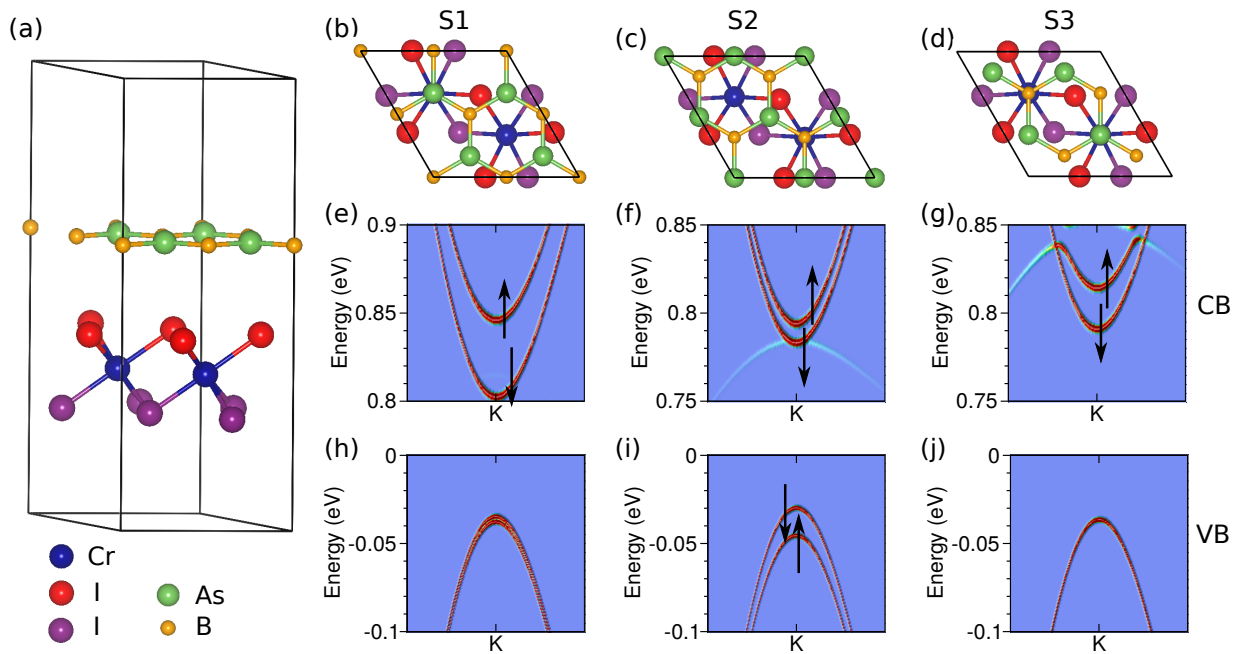 (a)
S1
S2
S3
(b)
(c)
(d)
(e)
(f)
(g)
Energy (eV)
0.9
0.85
0.8
K
Energy (eV)
0.85
0.8
0.75
K
Energy (eV)
0.85
0.8
0.75
K
CB
(h)
(i)
(j)
Energy (eV)
0
-0.05
-0.1
K
Energy (eV)
0
-0.05
-0.1
K
Energy (eV)
0
-0.05
-0.1
K
VB
Cr
I
As
I
B